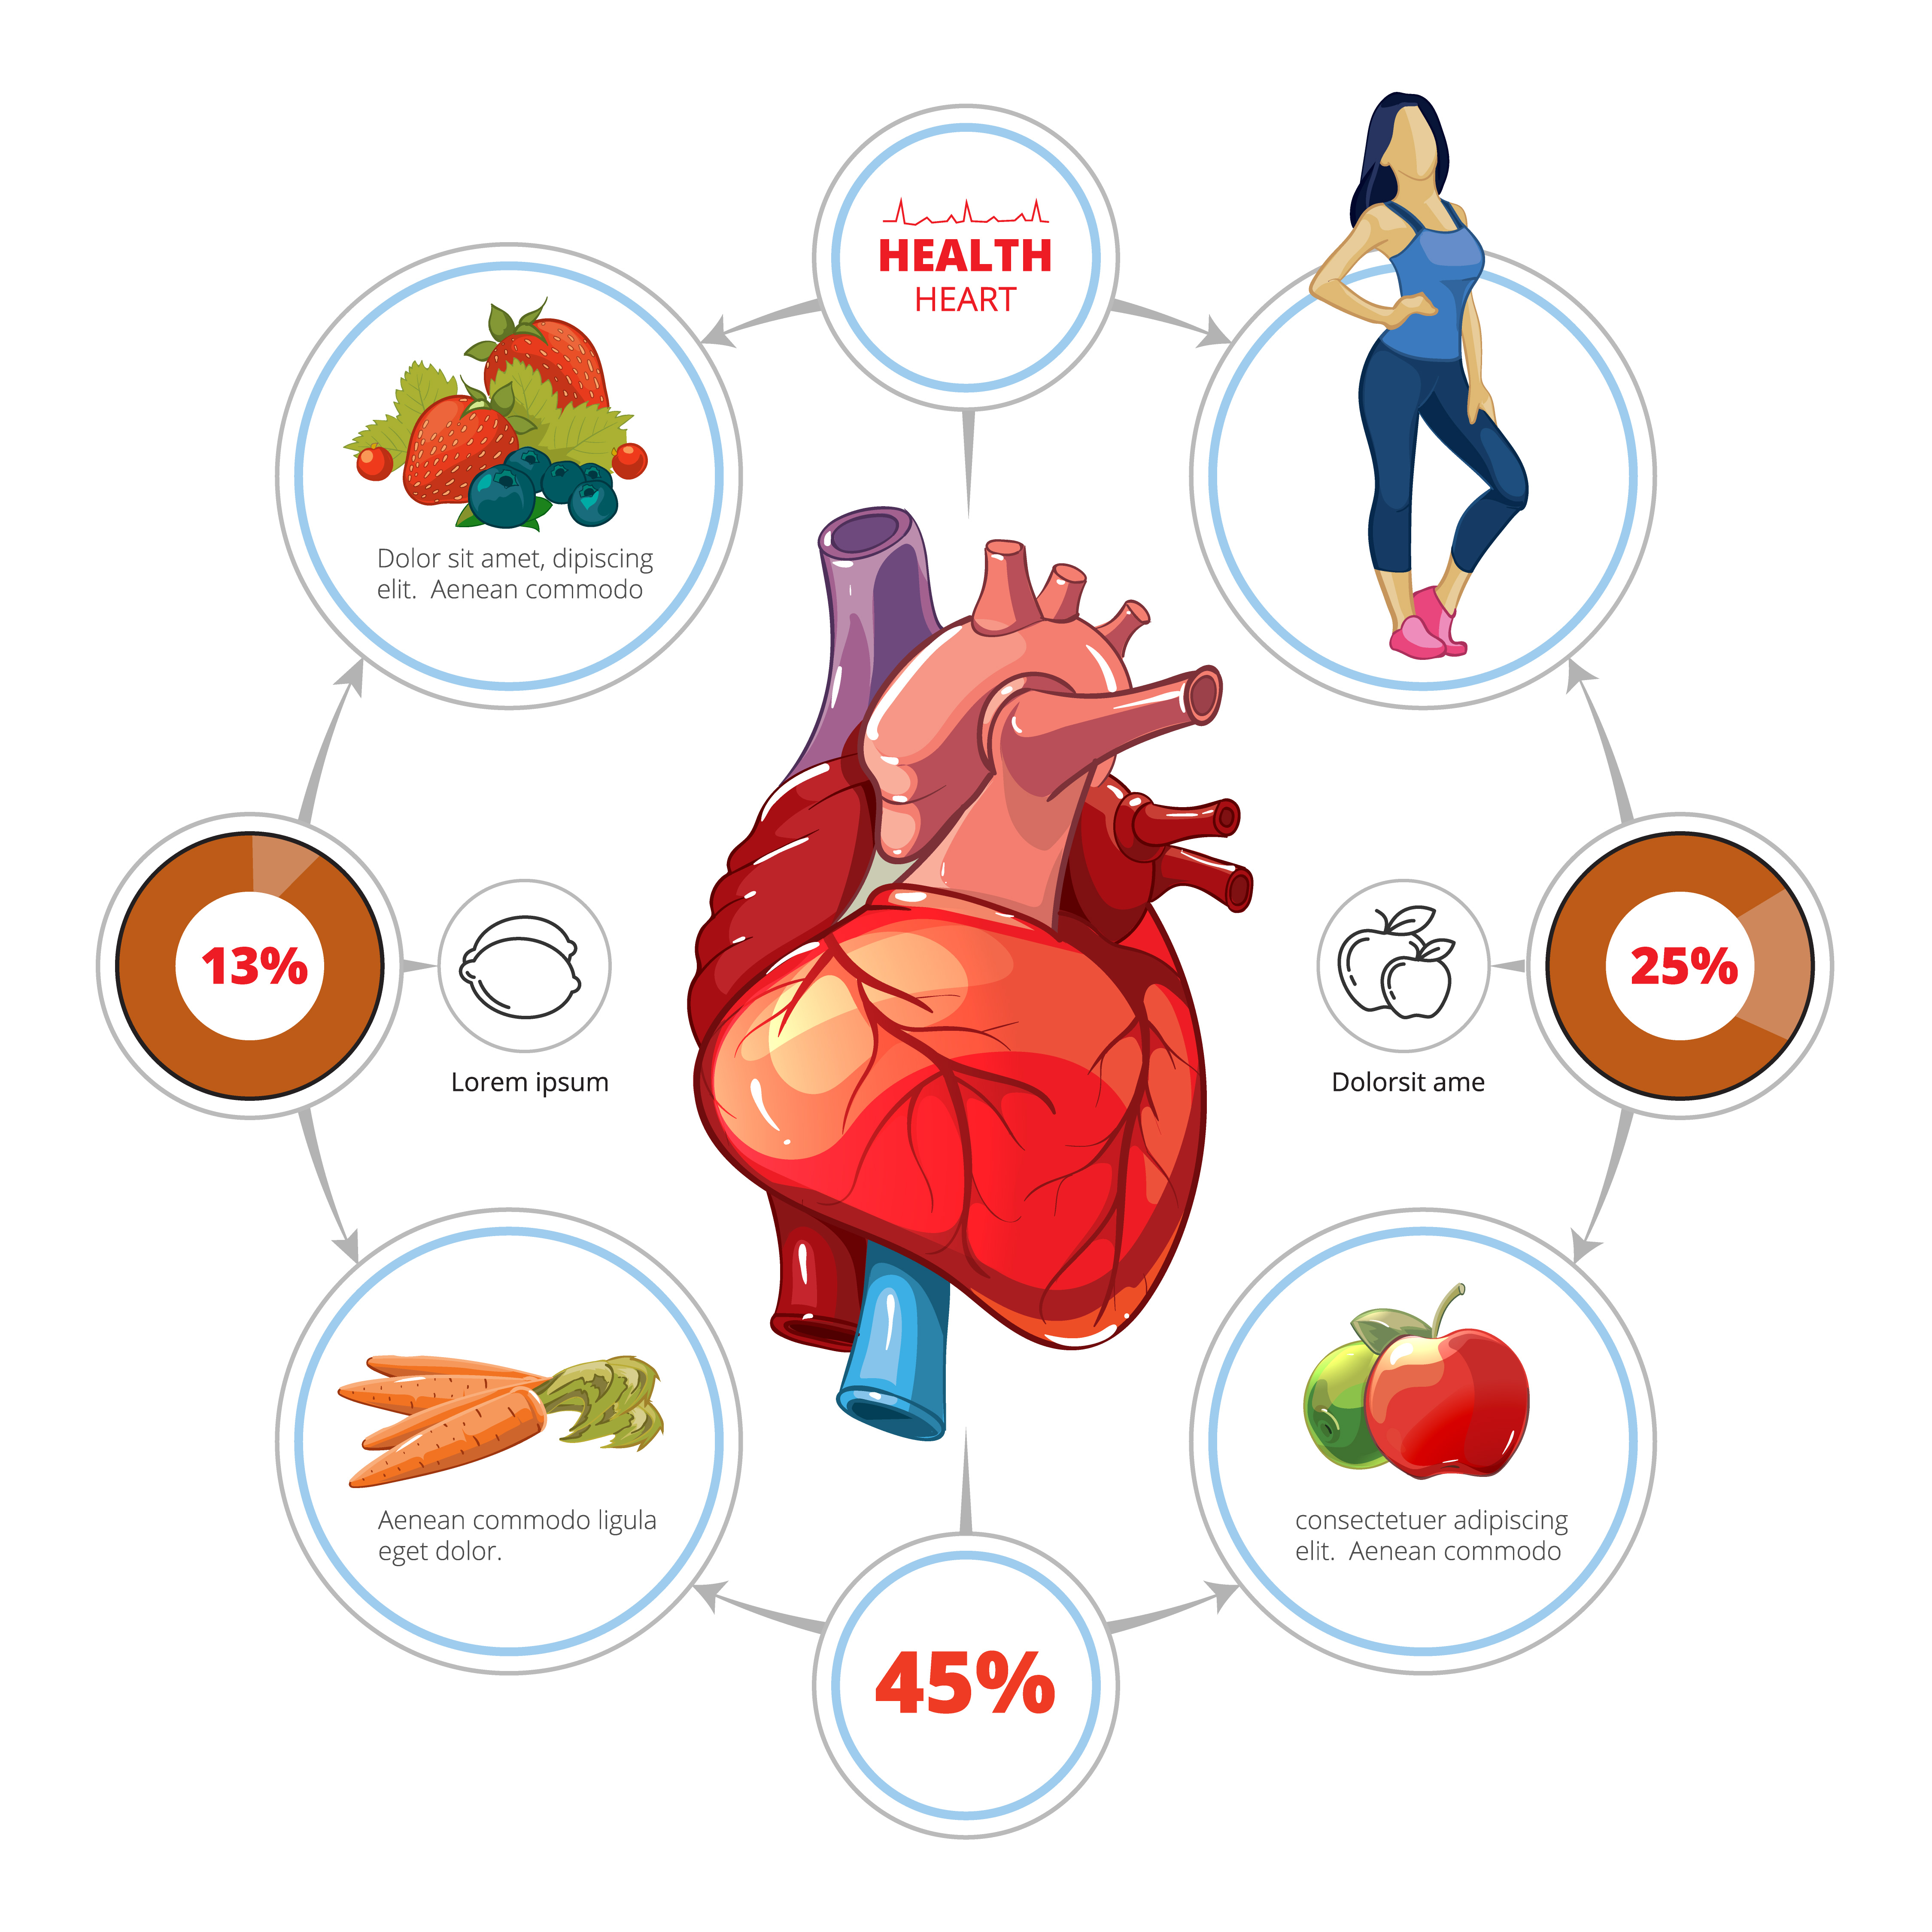 HEALTH
HEART
Dolor sit amet, dipiscing
elit. Aenean commodo
13%
25%
Lorem ipsum
Dolorsit ame
Aenean commodo ligula
eget dolor.
consectetuer adipiscing
elit. Aenean commodo
45%